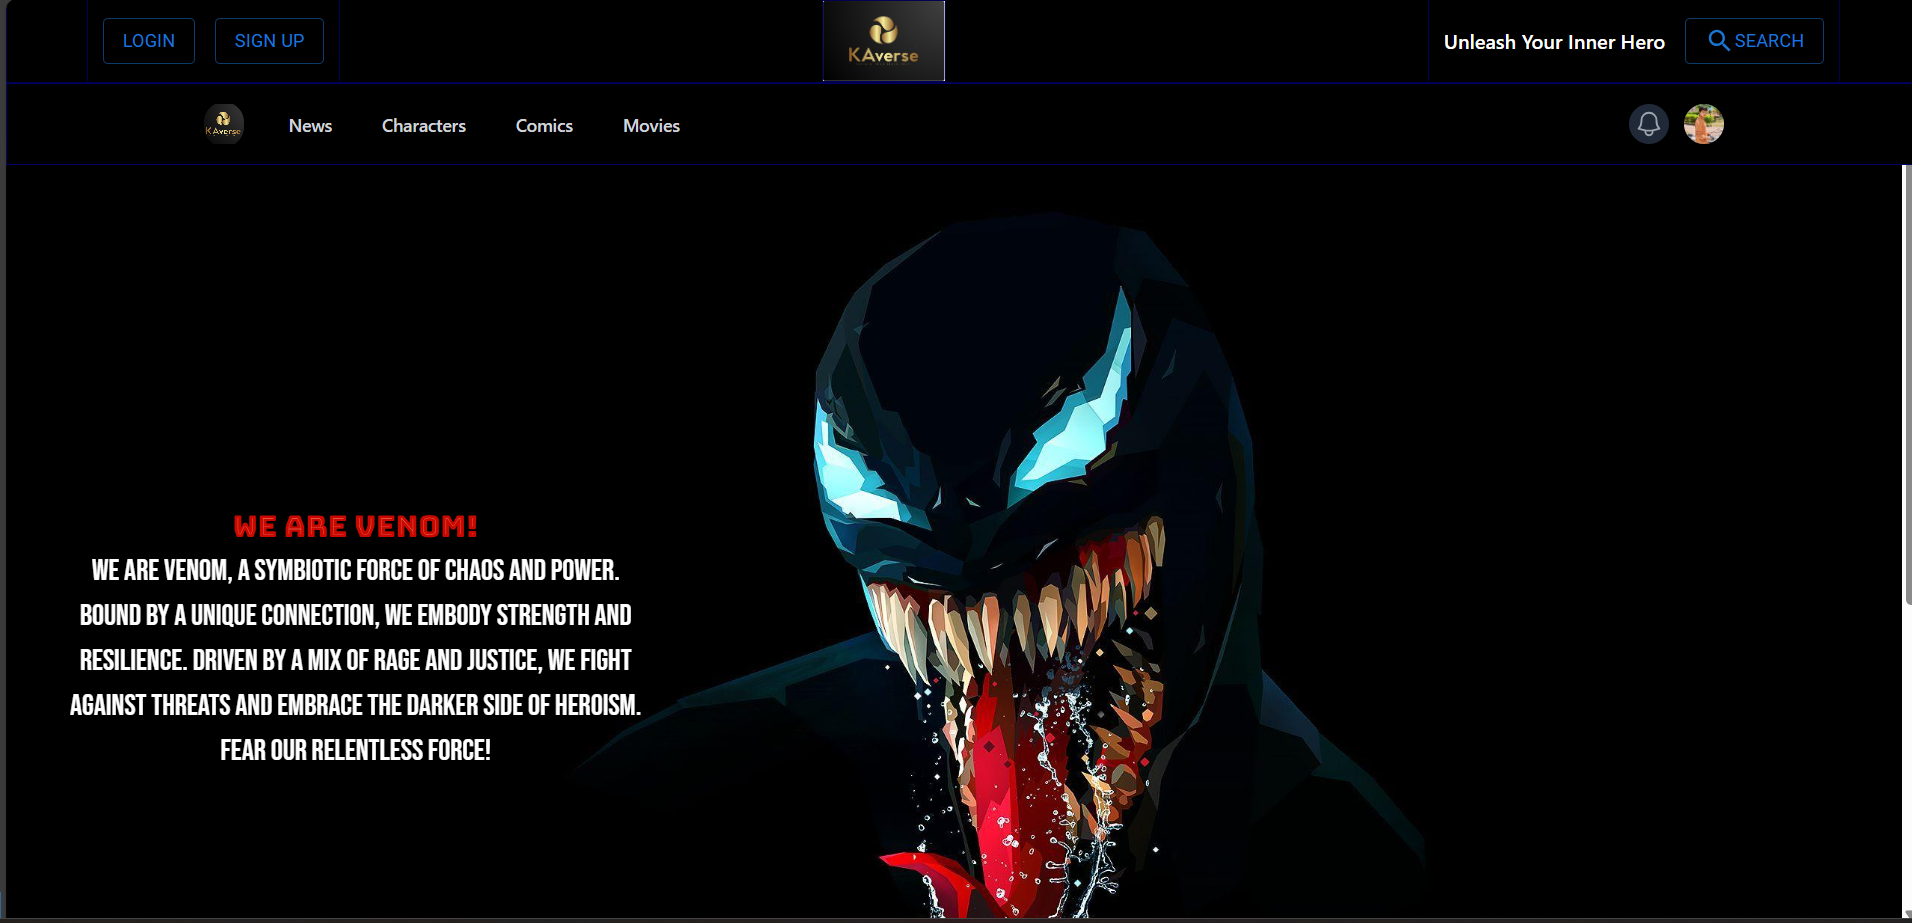 LOGIN
SIGN UP
KAverse
Unleash Your Inner Hero
SEARCH
KAverse
News
Characters
Comics
Movies
WE ARE VENOM!
WE ARE VENOM, A SYMBIOTIC FORCE OF CHAOS AND POWER.
BOUND BY A UNIQUE CONNECTION, WE EMBODY STRENGTH AND
RESILIENCE. DRIVEN BY A MIX OF RAGE AND JUSTICE, WE FIGHT
AGAINST THREATS AND EMBRACE THE DARKER SIDE OF HEROISM.
FEAR OUR RELENTLESS FORCE!